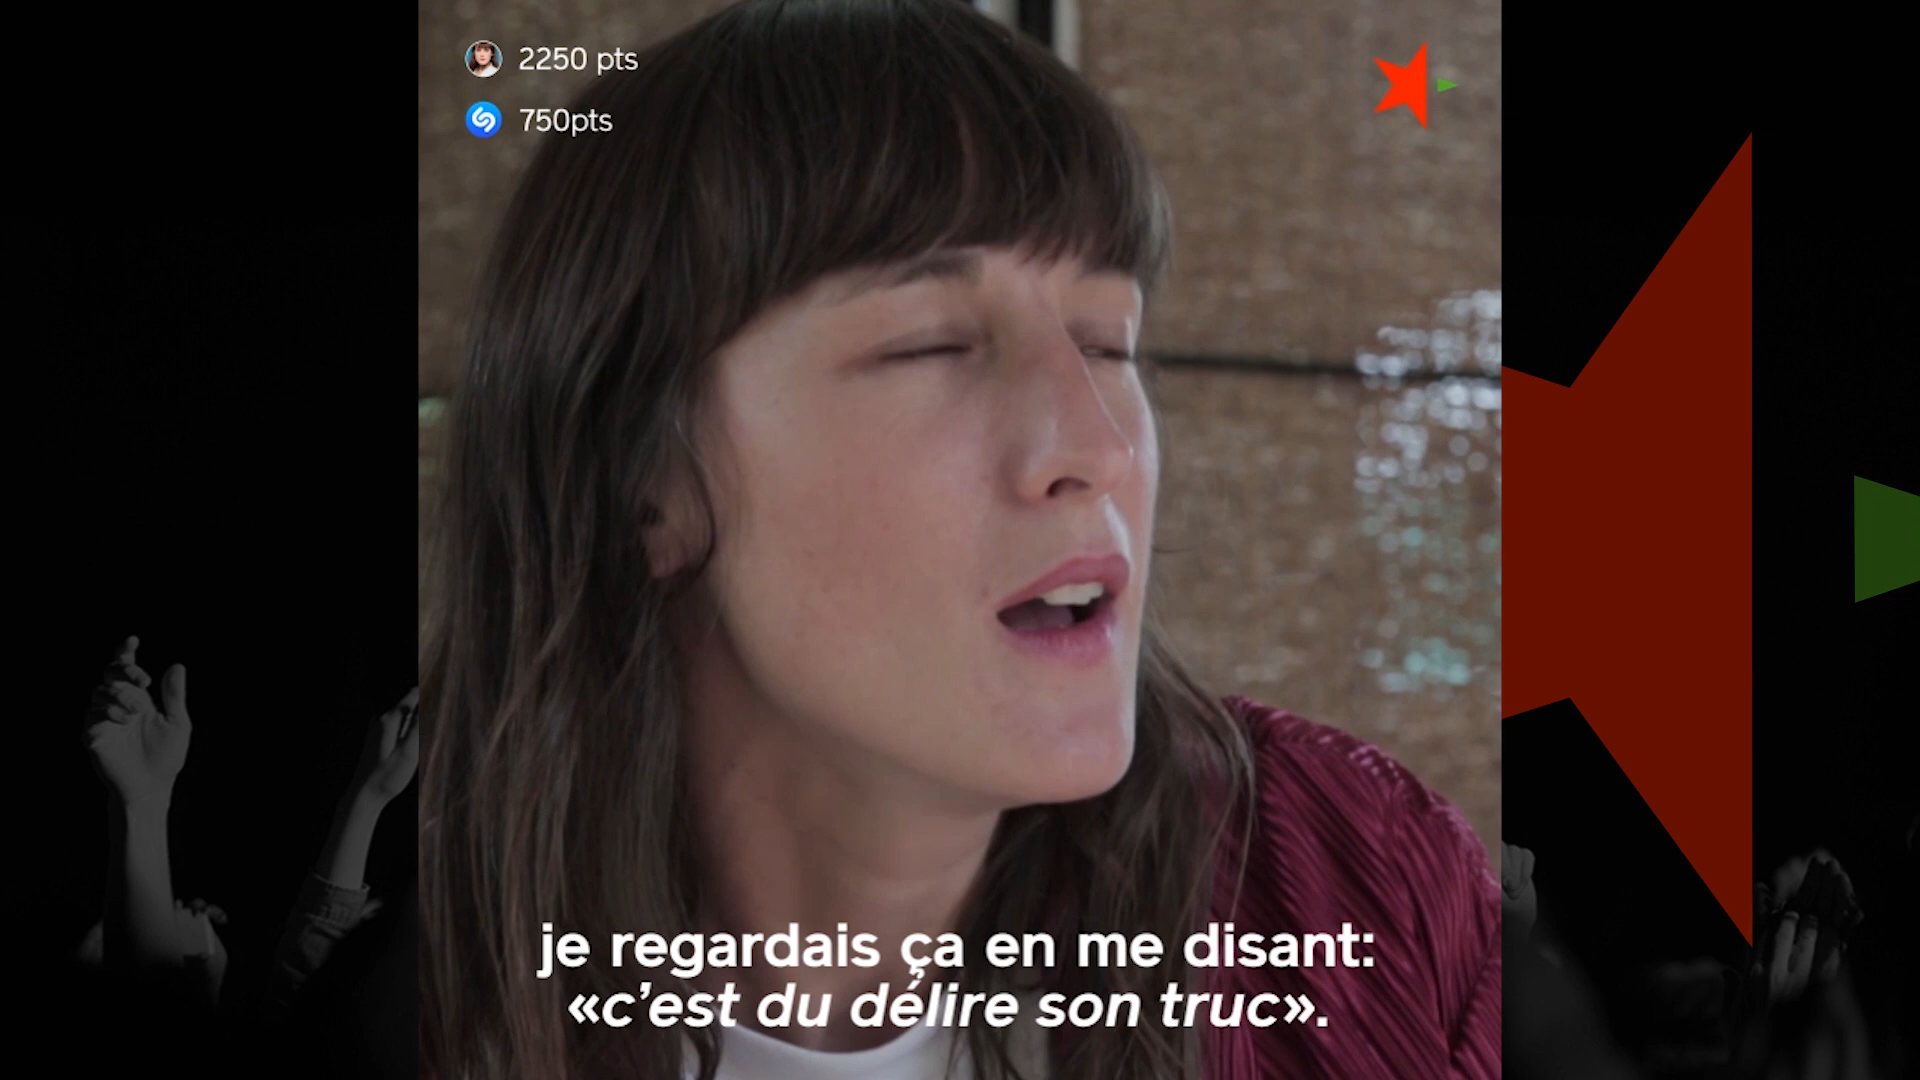 2250 pts
750pts
je regardais ça en me disant:
«c’est du délire son truc».